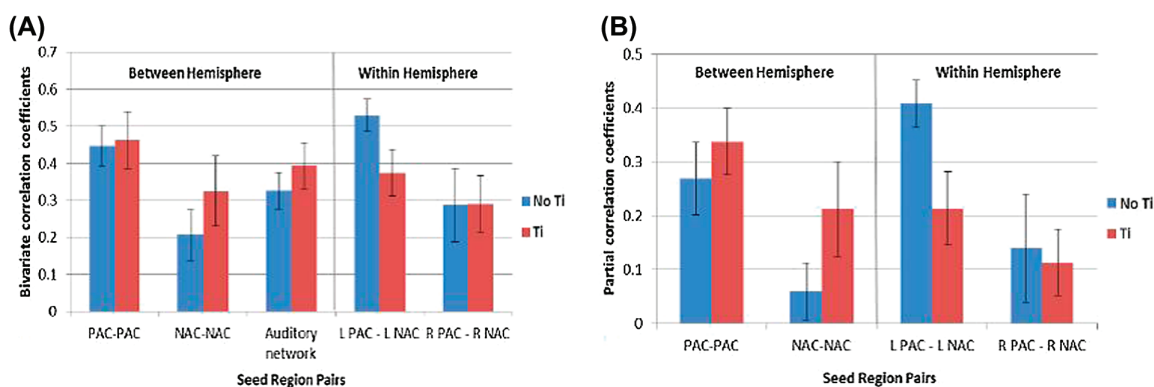 (A)
Bivariate correlation coefficients
0.7
0.6
0.5
0.4
0.3
0.2
0.1
0
Between Hemisphere
Within Hemisphere
PAC-PAC
NAC-NAC
Auditory
network
L PAC - L NAC
R PAC - R NAC
Seed Region Pairs
No Ti
Ti
(B)
Partial correlation coefficients
0.5
0.4
0.3
0.2
0.1
0
Between Hemisphere
Within Hemisphere
PAC-PAC
NAC-NAC
L PAC - L NAC
R PAC - R NAC
Seed Region Pairs
No Ti
Ti